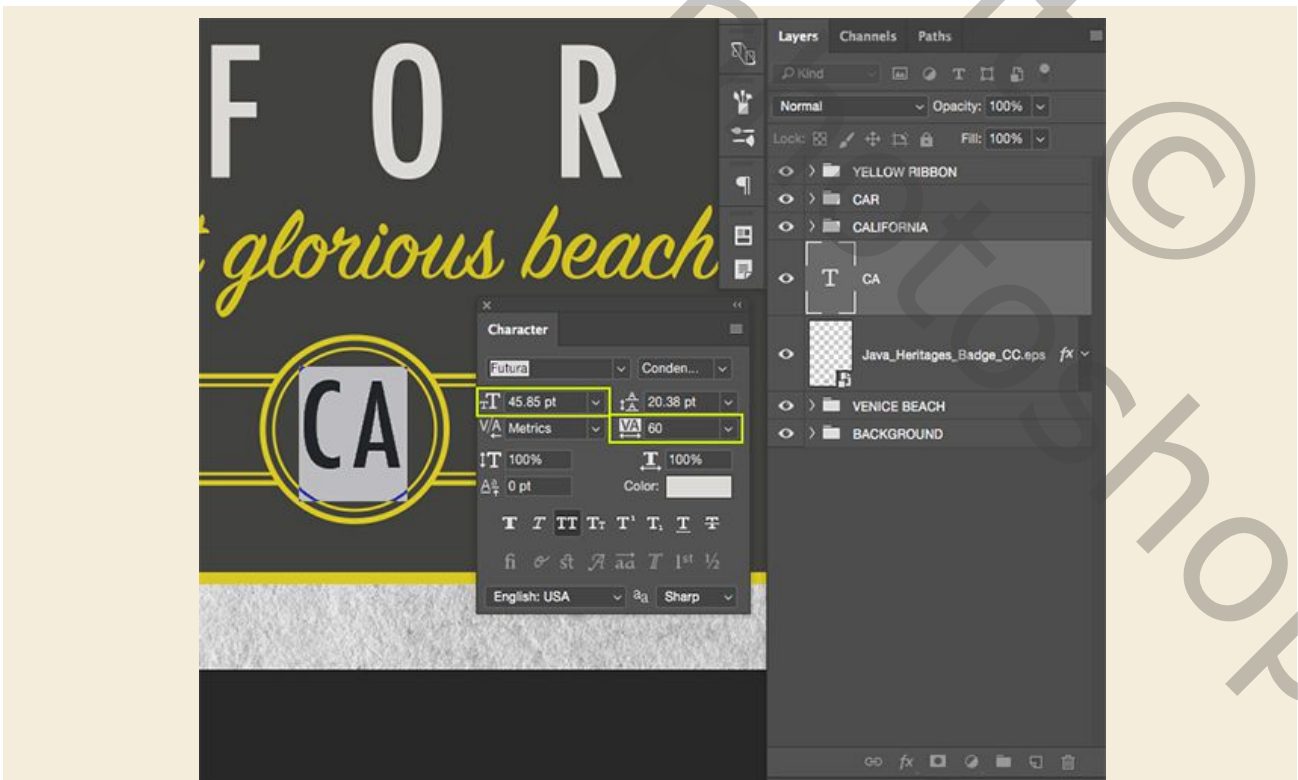 F O R
glorious beach
CA
Character
Futura
Conden...
45.85 pt
20.38 pt
Metrics
60
100%
100%
0 pt
Color:
English: USA
Sharp
Layers Channels Paths
Kind
Normal
Opacity: 100%
Lock:
Fill: 100%
YELLOW RIBBON
CAR
CALIFORNIA
CA
Java_Heritages_Badge_CC.eps fx
VENICE BEACH
BACKGROUND
fx